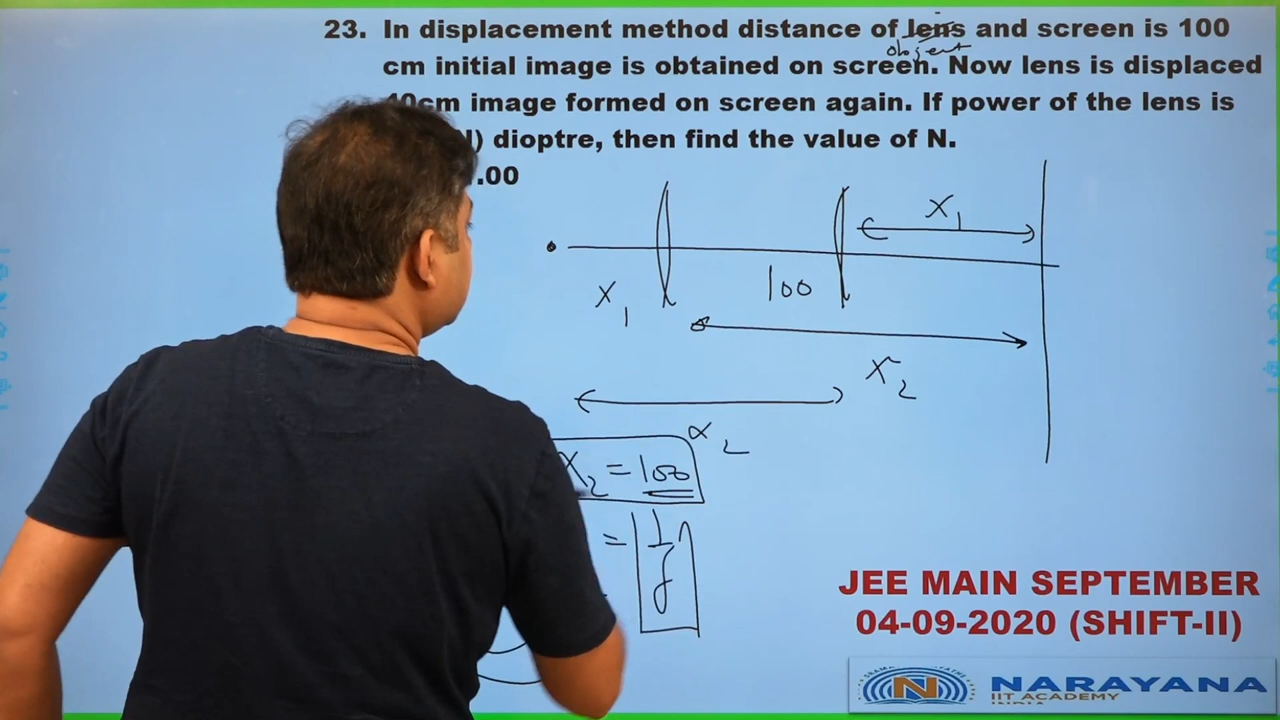 23. In displacement method distance of lens and screen is 100
object
cm initial image is obtained on screen. Now lens is displaced
40cm image formed on screen again. If power of the lens is
) dioptre, then find the value of N.
.00
x1
x1
100
x2
x2
x2 = 100
= 1/f
JEE MAIN SEPTEMBER
04-09-2020 (SHIFT-II)
NARAYANA
IIT ACADEMY
INDIA